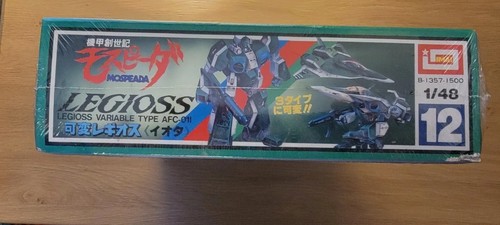 機甲創世記
モスピーダ
MOSPEADA
LEGIOSS
LEGIOSS VARIABLE TYPE AFC-01I
可変レギオス〈イオタ〉
3タイプ
に可変!!
B-1357-1500
1/48
12